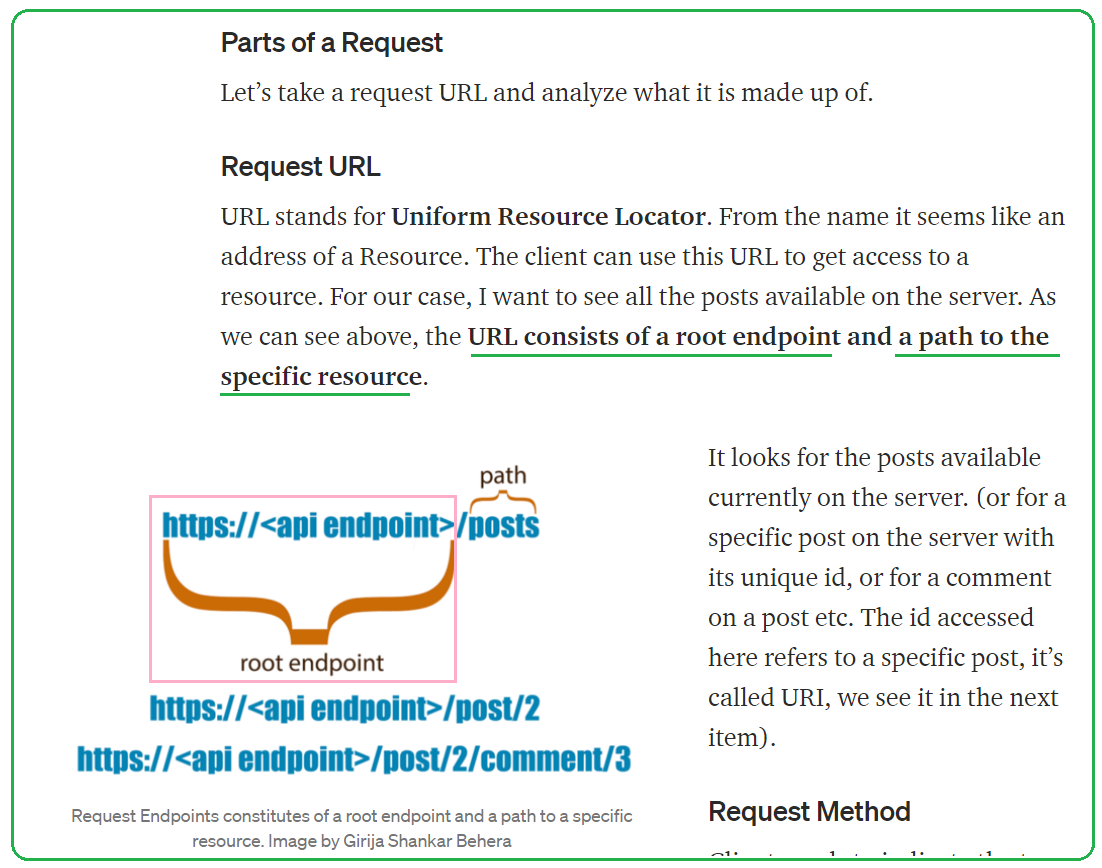 Parts of a Request
Let’s take a request URL and analyze what it is made up of.
Request URL
URL stands for Uniform Resource Locator. From the name it seems like an
address of a Resource. The client can use this URL to get access to a
resource. For our case, I want to see all the posts available on the server. As
we can see above, the URL consists of a root endpoint and a path to the
specific resource.
path
https://<api endpoint>/posts
root endpoint
https://<api endpoint>/post/2
https://<api endpoint>/post/2/comment/3
Request Endpoints constitutes of a root endpoint and a path to a specific
resource. Image by Girija Shankar Behera
It looks for the posts available
currently on the server. (or for a
specific post on the server with
its unique id, or for a comment
on a post etc. The id accessed
here refers to a specific post, it’s
called URI, we see it in the next
item).
Request Method